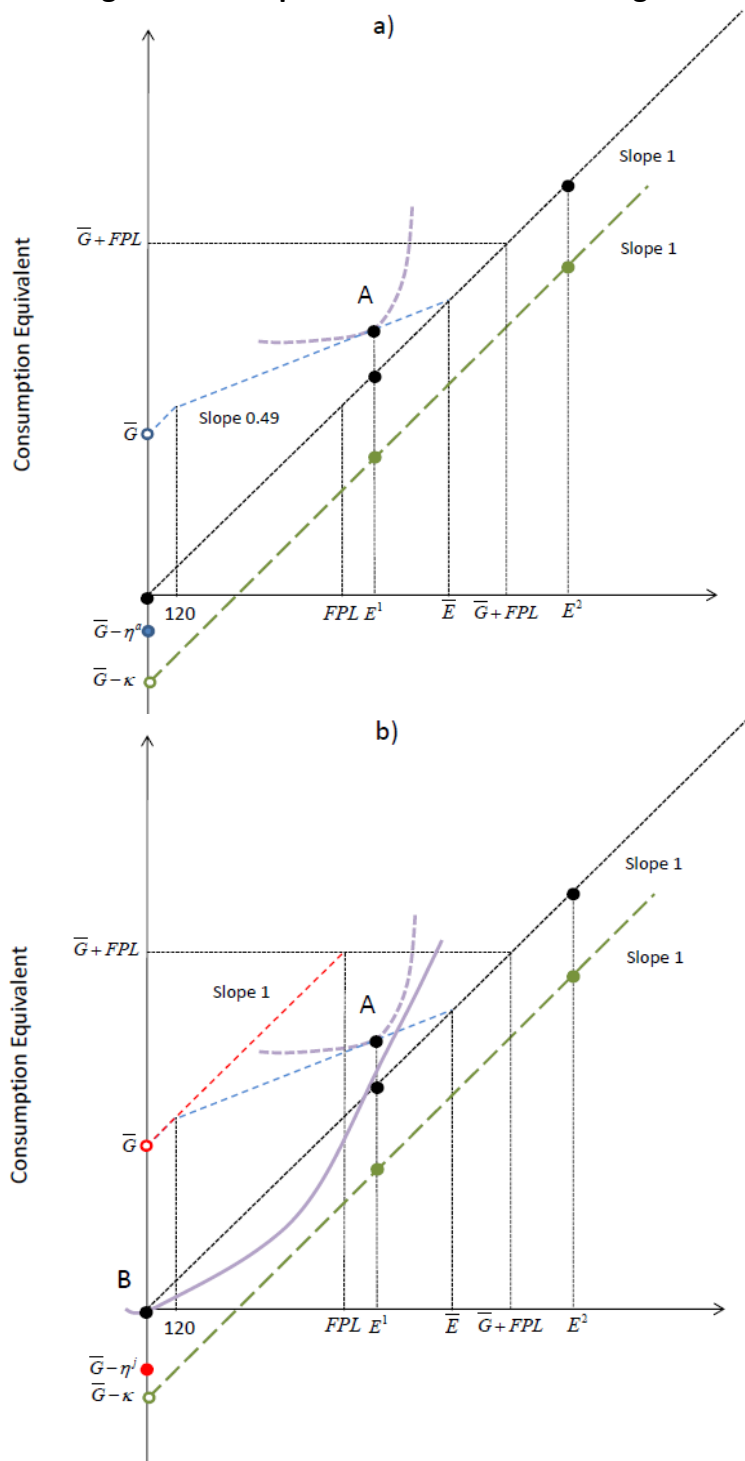 a)
Slope 1
Slope 1
G̅ + FPL
A
Consumption Equivalent
Slope 0.49
G̅
120
FPL E¹ E̅ G̅ + FPL E²
G̅ − ηᵃ
G̅ − κ
b)
Slope 1
Slope 1
G̅ + FPL
Slope 1
A
Consumption Equivalent
G̅
B
120
FPL E¹ E̅ G̅ + FPL E²
G̅ − ηʲ
G̅ − κ